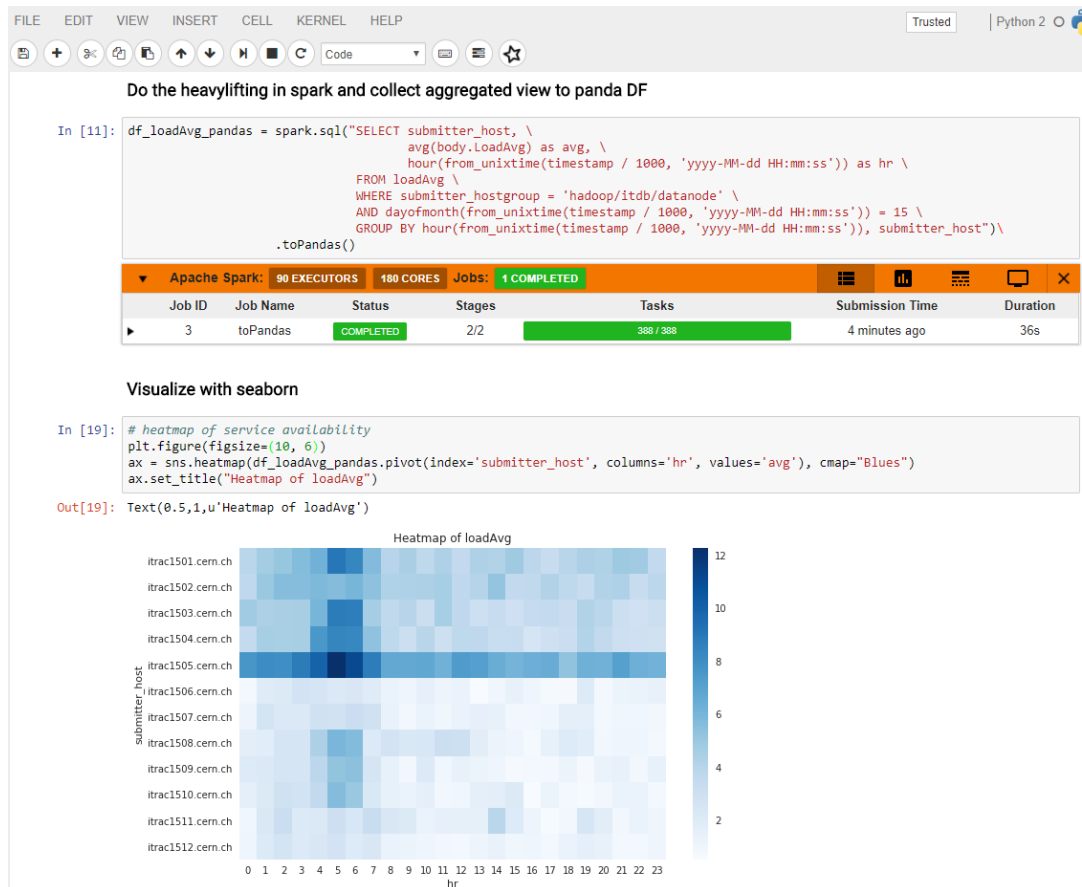 FILE EDIT VIEW INSERT CELL KERNEL HELP
Trusted
Python 2
Code
Do the heavylifting in spark and collect aggregated view to panda DF
In [11]: df_loadAvg_pandas = spark.sql("SELECT submitter_host, \
avg(body.LoadAvg) as avg, \
hour(from_unixtime(timestamp / 1000, 'yyyy-MM-dd HH:mm:ss')) as hr \
FROM loadAvg \
WHERE submitter_hostgroup = 'hadoop/itdb/datanode' \
AND dayofmonth(from_unixtime(timestamp / 1000, 'yyyy-MM-dd HH:mm:ss')) = 15 \
GROUP BY hour(from_unixtime(timestamp / 1000, 'yyyy-MM-dd HH:mm:ss')), submitter_host")\
.toPandas()
Apache Spark: 90 EXECUTORS 180 CORES Jobs: 1 COMPLETED
Job ID Job Name Status Stages Tasks Submission Time Duration
3 toPandas COMPLETED 2/2 388 / 388 4 minutes ago 36s
Visualize with seaborn
In [19]: # heatmap of service availability
plt.figure(figsize=(10, 6))
ax = sns.heatmap(df_loadAvg_pandas.pivot(index='submitter_host', columns='hr', values='avg'), cmap="Blues")
ax.set_title("Heatmap of loadAvg")
Out[19]: Text(0.5,1,u'Heatmap of loadAvg')
Heatmap of loadAvg
submitter_host
itrac1501.cern.ch
itrac1502.cern.ch
itrac1503.cern.ch
itrac1504.cern.ch
itrac1505.cern.ch
itrac1506.cern.ch
itrac1507.cern.ch
itrac1508.cern.ch
itrac1509.cern.ch
itrac1510.cern.ch
itrac1511.cern.ch
itrac1512.cern.ch
0 1 2 3 4 5 6 7 8 9 10 11 12 13 14 15 16 17 18 19 20 21 22 23
hr
12
10
8
6
4
2